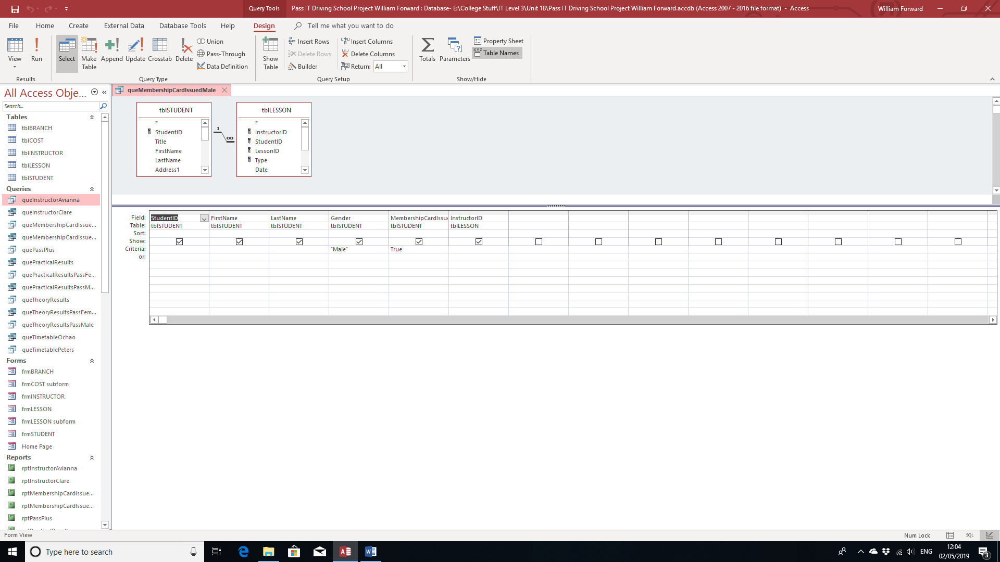 Query Tools
Pass IT Driving School Project William Forward : Database- E:\College Stuff\IT Level 3\Unit 18\Pass IT Driving School Project William Forward.accdb (Access 2007 - 2016 file format) - Access
William Forward
File Home Create External Data Database Tools Help Design Tell me what you want to do
View
Run
Results
Select
Make Table
Append
Update
Crosstab
Delete
Union
Pass-Through
Data Definition
Query Type
Show Table
Insert Rows
Delete Rows
Builder
Insert Columns
Delete Columns
Return: All
Query Setup
Totals
Parameters
Property Sheet
Table Names
Show/Hide
All Access Obje...
Search...
Tables
tblBRANCH
tblCOST
tblINSTRUCTOR
tblLESSON
tblSTUDENT
Queries
queInstructorAvianna
queInstructorClare
queMembershipCardIssue...
queMembershipCardIssue...
quePassPlus
quePracticalResults
quePracticalResultsPassFe...
quePracticalResultsPassM...
queTheoryResults
queTheoryResultsPassFem...
queTheoryResultsPassMale
queTimetableOchao
queTimetablePeters
Forms
frmBRANCH
frmCOST subform
frmINSTRUCTOR
frmLESSON
frmLESSON subform
frmSTUDENT
Home Page
Reports
rptInstructorAvianna
rptInstructorClare
rptMembershipCardIssue...
rptMembershipCardIssue...
rptPassPlus
queMembershipCardIssuedMale
tblSTUDENT
*
StudentID
Title
FirstName
LastName
Address1
1 ∞
tblLESSON
*
InstructorID
StudentID
LessonID
Type
Date
Field: StudentID FirstName LastName Gender MembershipCardIssue InstructorID
Table: tblSTUDENT tblSTUDENT tblSTUDENT tblSTUDENT tblSTUDENT tblLESSON
Sort:
Show:
Criteria: "Male" True
or:
Form View
Num Lock
SQL
Type here to search
ENG
12:04
02/05/2019
3